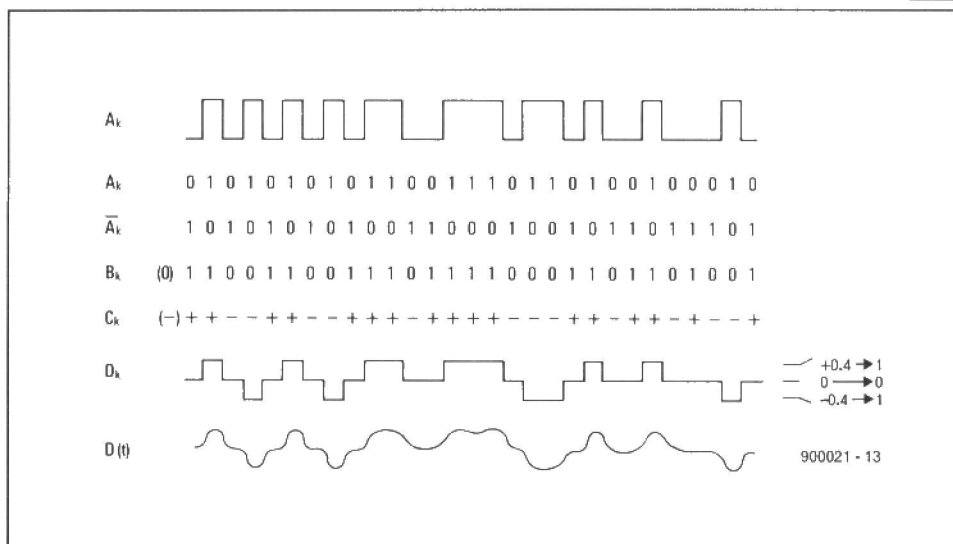 Aₖ
Aₖ 0 1 0 1 0 1 0 1 0 1 1 0 0 1 1 1 0 1 1 0 1 0 0 1 0 0 0 1 0
A̅ₖ 1 0 1 0 1 0 1 0 1 0 0 1 1 0 0 0 1 0 0 1 0 1 1 0 1 1 1 0 1
Bₖ (0) 1 1 0 0 1 1 0 0 1 1 1 0 1 1 1 1 0 0 0 1 1 0 1 1 0 1 0 0 1
Cₖ (−) + + − − + + − − + + + − + + + + − − − + + − + + − + − − +
Dₖ
+0.4 → 1
0 → 0
−0.4 → 1
D (t)
900021 - 13